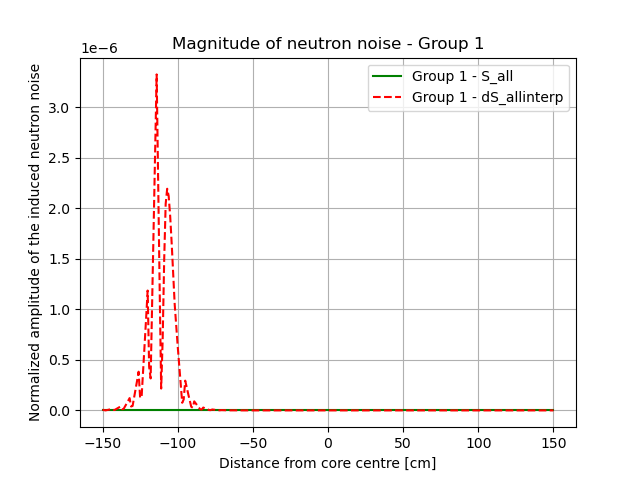 Magnitude of neutron noise - Group 1
1e−6
Group 1 - S_all
Group 1 - dS_allinterp
Normalized amplitude of the induced neutron noise
3.0
2.5
2.0
1.5
1.0
0.5
0.0
−150
−100
−50
0
50
100
150
Distance from core centre [cm]